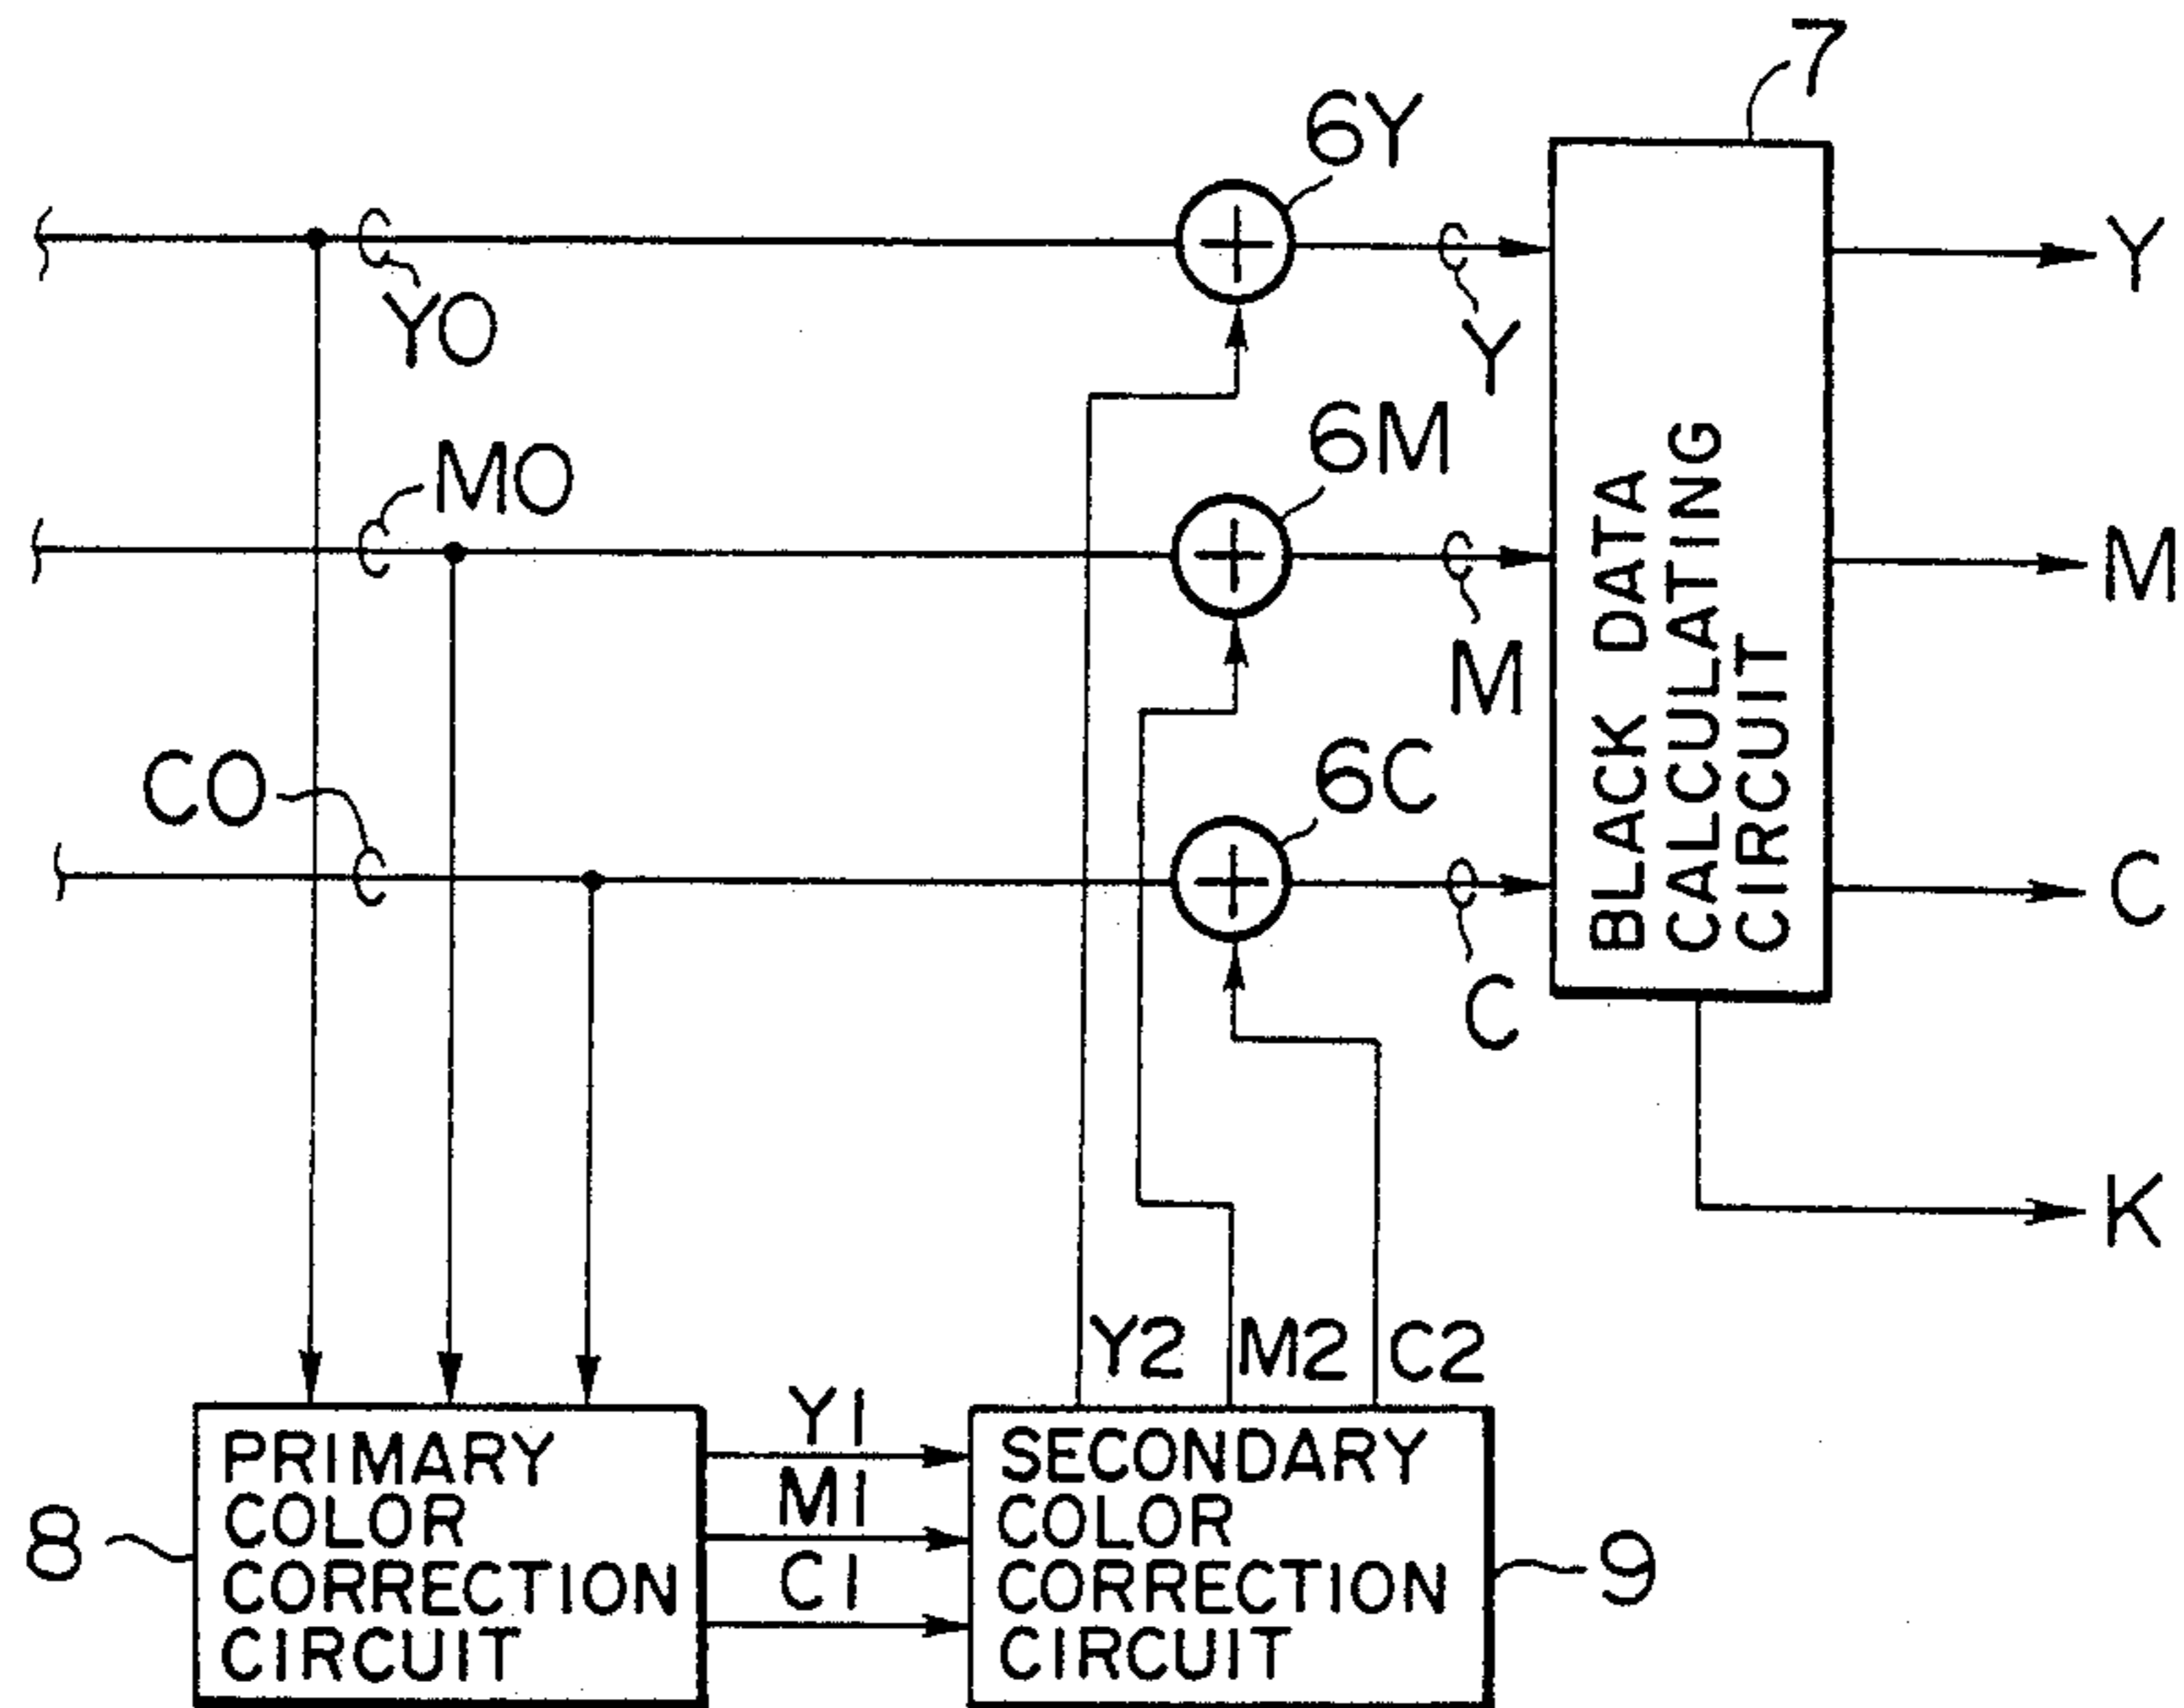 7
6Y
YO
Y
Y
6M
MO
M
M
6C
CO
C
C
BLACK DATA
CALCULATING
CIRCUIT
K
Y2 M2 C2
Y1
M1
C1
8
PRIMARY
COLOR
CORRECTION
CIRCUIT
SECONDARY
COLOR
CORRECTION
CIRCUIT
9